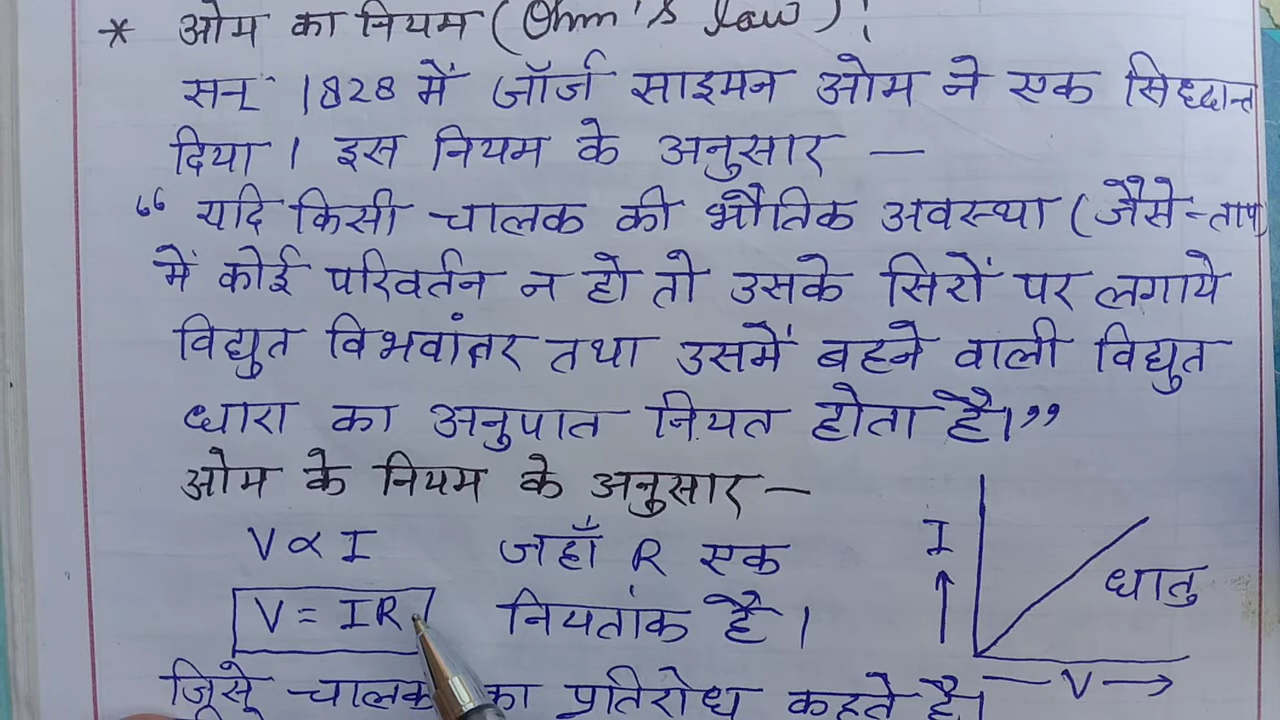 * ओम का नियम (Ohm's law) :
सन् 1828 में जॉर्ज साइमन ओम ने एक सिद्धान्त
दिया । इस नियम के अनुसार —
“ यदि किसी चालक की भौतिक अवस्था (जैसे-ताप)
में कोई परिवर्तन न हो तो उसके सिरों पर लगाये
विद्युत विभवांतर तथा उसमें बहने वाली विद्युत
धारा का अनुपात नियत होता है।”
ओम के नियम के अनुसार —
V ∝ I जहाँ R एक
V = IR नियतांक है ।
जिसे चालक का प्रतिरोध कहते है।
I
धातु
V